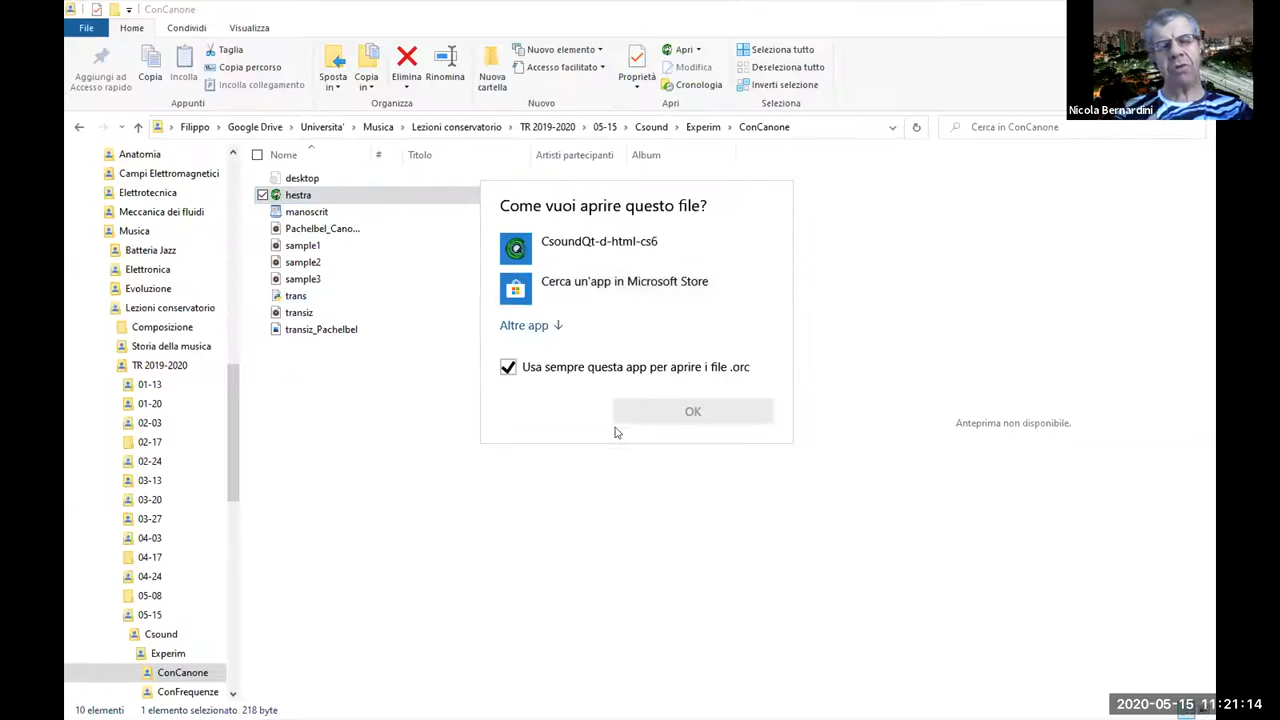 ConCanone
File Home Condividi Visualizza
Aggiungi ad Accesso rapido
Copia
Incolla
Taglia
Copia percorso
Incolla collegamento
Appunti
Sposta in
Copia in
Elimina
Rinomina
Organizza
Nuova cartella
Nuovo elemento
Accesso facilitato
Nuovo
Proprietà
Apri
Modifica
Cronologia
Apri
Seleziona tutto
Deseleziona tutto
Inverti selezione
Selezione
Nicola Bernardini
Filippo > Google Drive > Universita' > Musica > Lezioni conservatorio > TR 2019-2020 > 05-15 > Csound > Experim > ConCanone
Cerca in ConCanone
Anatomia
Campi Elettromagnetici
Elettrotecnica
Meccanica dei fluidi
Musica
Batteria Jazz
Elettronica
Evoluzione
Lezioni conservatorio
Composizione
Storia della musica
TR 2019-2020
01-13
01-20
02-03
02-17
02-24
03-13
03-20
03-27
04-03
04-17
04-24
05-08
05-15
Csound
Experim
ConCanone
ConFrequenze
Nome # Titolo Artisti partecipanti Album
desktop
hestra
manoscrit
Pachelbel_Cano...
sample1
sample2
sample3
trans
transiz
transiz_Pachelbel
Come vuoi aprire questo file?
CsoundQt-d-html-cs6
Cerca un'app in Microsoft Store
Altre app
Usa sempre questa app per aprire i file .orc
OK
Anteprima non disponibile.
10 elementi 1 elemento selezionato 218 byte
2020-05-15 11:21:14